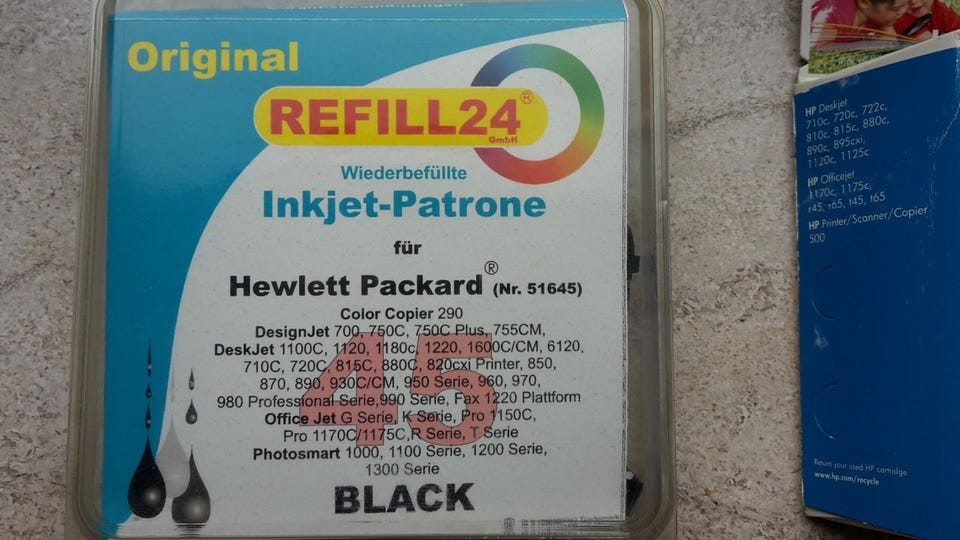 Original
REFILL24®
GmbH
Wiederbefüllte
Inkjet-Patrone
für
Hewlett Packard® (Nr. 51645)
Color Copier 290
DesignJet 700, 750C, 750C Plus, 755CM,
DeskJet 1100C, 1120, 1180c, 1220, 1600C/CM, 6120,
710C, 720C, 815C, 880C, 820cxi Printer, 850,
870, 890, 930C/CM, 950 Serie, 960, 970,
980 Professional Serie,990 Serie, Fax 1220 Plattform
Office Jet G Serie, K Serie, Pro 1150C,
Pro 1170C/1175C,R Serie, T Serie
Photosmart 1000, 1100 Serie, 1200 Serie,
1300 Serie
45
BLACK
HP Deskjet
710c, 720c, 722c,
810c, 815c, 880c,
890c, 895cxi,
1120c, 1125c
HP Officejet
1170c, 1175c,
r45, r65, t45, t65
HP Printer/Scanner/Copier
500
Return your used HP cartridge
www.hp.com/recycle